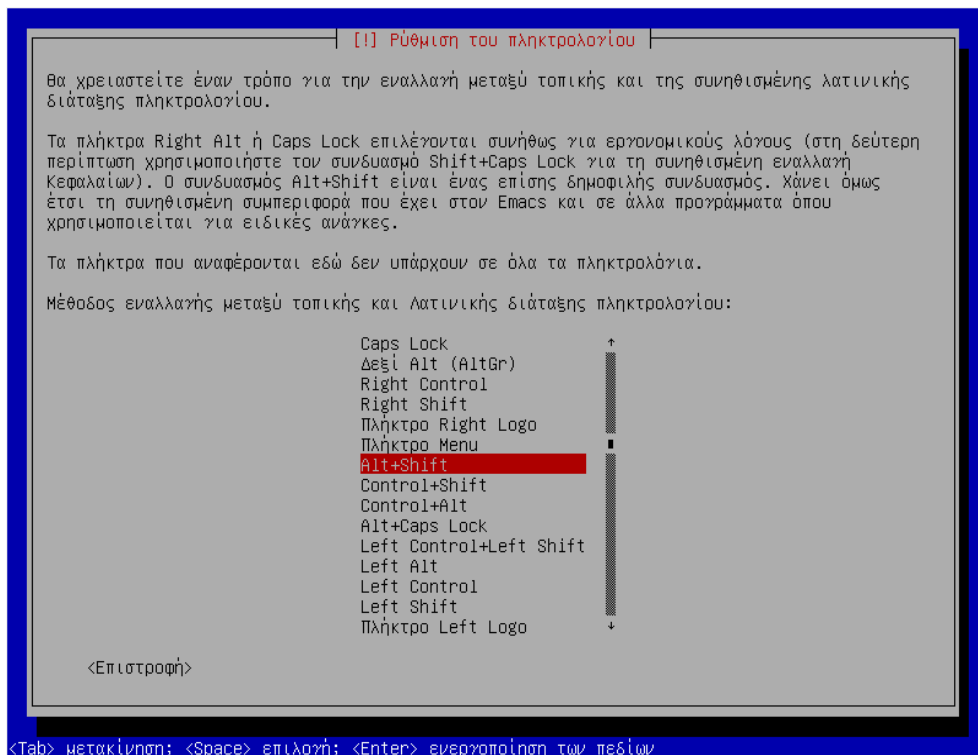 [!] Ρύθμιση του πληκτρολογίου
Θα χρειαστείτε έναν τρόπο για την εναλλαγή μεταξύ τοπικής και της συνηθισμένης λατινικής
διάταξης πληκτρολογίου.
Τα πλήκτρα Right Alt ή Caps Lock επιλέγονται συνήθως για εργονομικούς λόγους (στη δεύτερη
περίπτωση χρησιμοποιήστε τον συνδυασμό Shift+Caps Lock για τη συνηθισμένη εναλλαγή
Κεφαλαίων). Ο συνδυασμός Alt+Shift είναι ένας επίσης δημοφιλής συνδυασμός. Χάνει όμως
έτσι τη συνηθισμένη συμπεριφορά που έχει στον Emacs και σε άλλα προγράμματα όπου
χρησιμοποιείται για ειδικές ανάγκες.
Τα πλήκτρα που αναφέρονται εδώ δεν υπάρχουν σε όλα τα πληκτρολόγια.
Μέθοδος εναλλαγής μεταξύ τοπικής και Λατινικής διάταξης πληκτρολογίου:
Caps Lock
Δεξί Alt (AltGr)
Right Control
Right Shift
Πλήκτρο Right Logo
Πλήκτρο Menu
Alt+Shift
Control+Shift
Control+Alt
Alt+Caps Lock
Left Control+Left Shift
Left Alt
Left Control
Left Shift
Πλήκτρο Left Logo
<Επιστροφή>
<Tab> μετακίνηση; <Space> επιλογή; <Enter> ενεργοποίηση των πεδίων